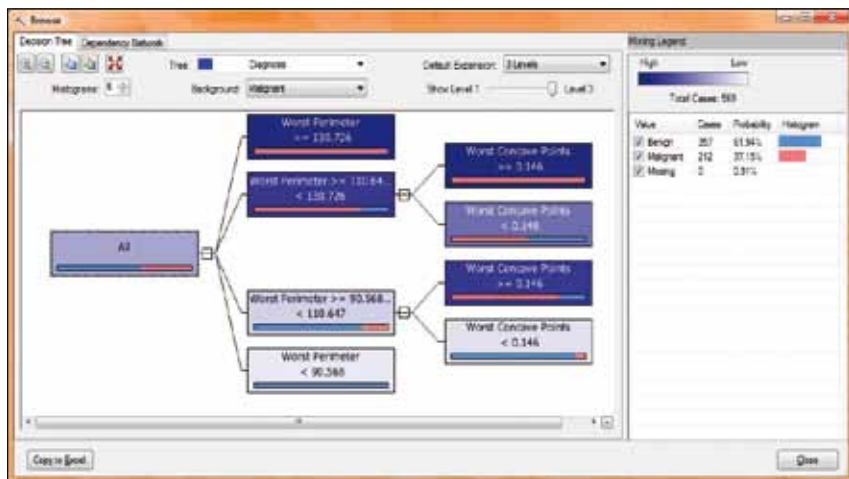 Browse
Decision Tree
Dependency Network
Tree:
Diagnosis
Default Expansion:
3 Levels
Histograms:
Background:
Malignant
Show Level 1
Level 3
Worst Perimeter
>= 130.726
Worst Perimeter >= 110.64...
< 130.726
Worst Concave Points
>= 0.146
Worst Concave Points
< 0.146
All
Worst Perimeter >= 90.568...
< 110.647
Worst Concave Points
>= 0.146
Worst Concave Points
< 0.146
Worst Perimeter
< 90.568
Copy to Excel
Mining Legend
High
Low
Total Cases: 569
Value Cases Probability Histogram
Benign 357
Malignant 212 37.15%
Missing 0
Close